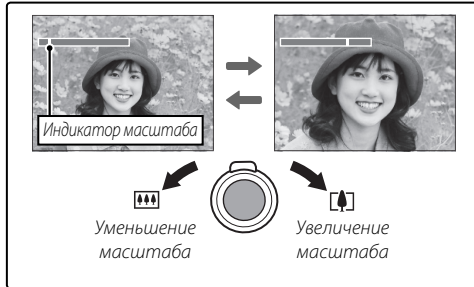 Индикатор масштаба
Уменьшение
масштаба
Увеличение
масштаба